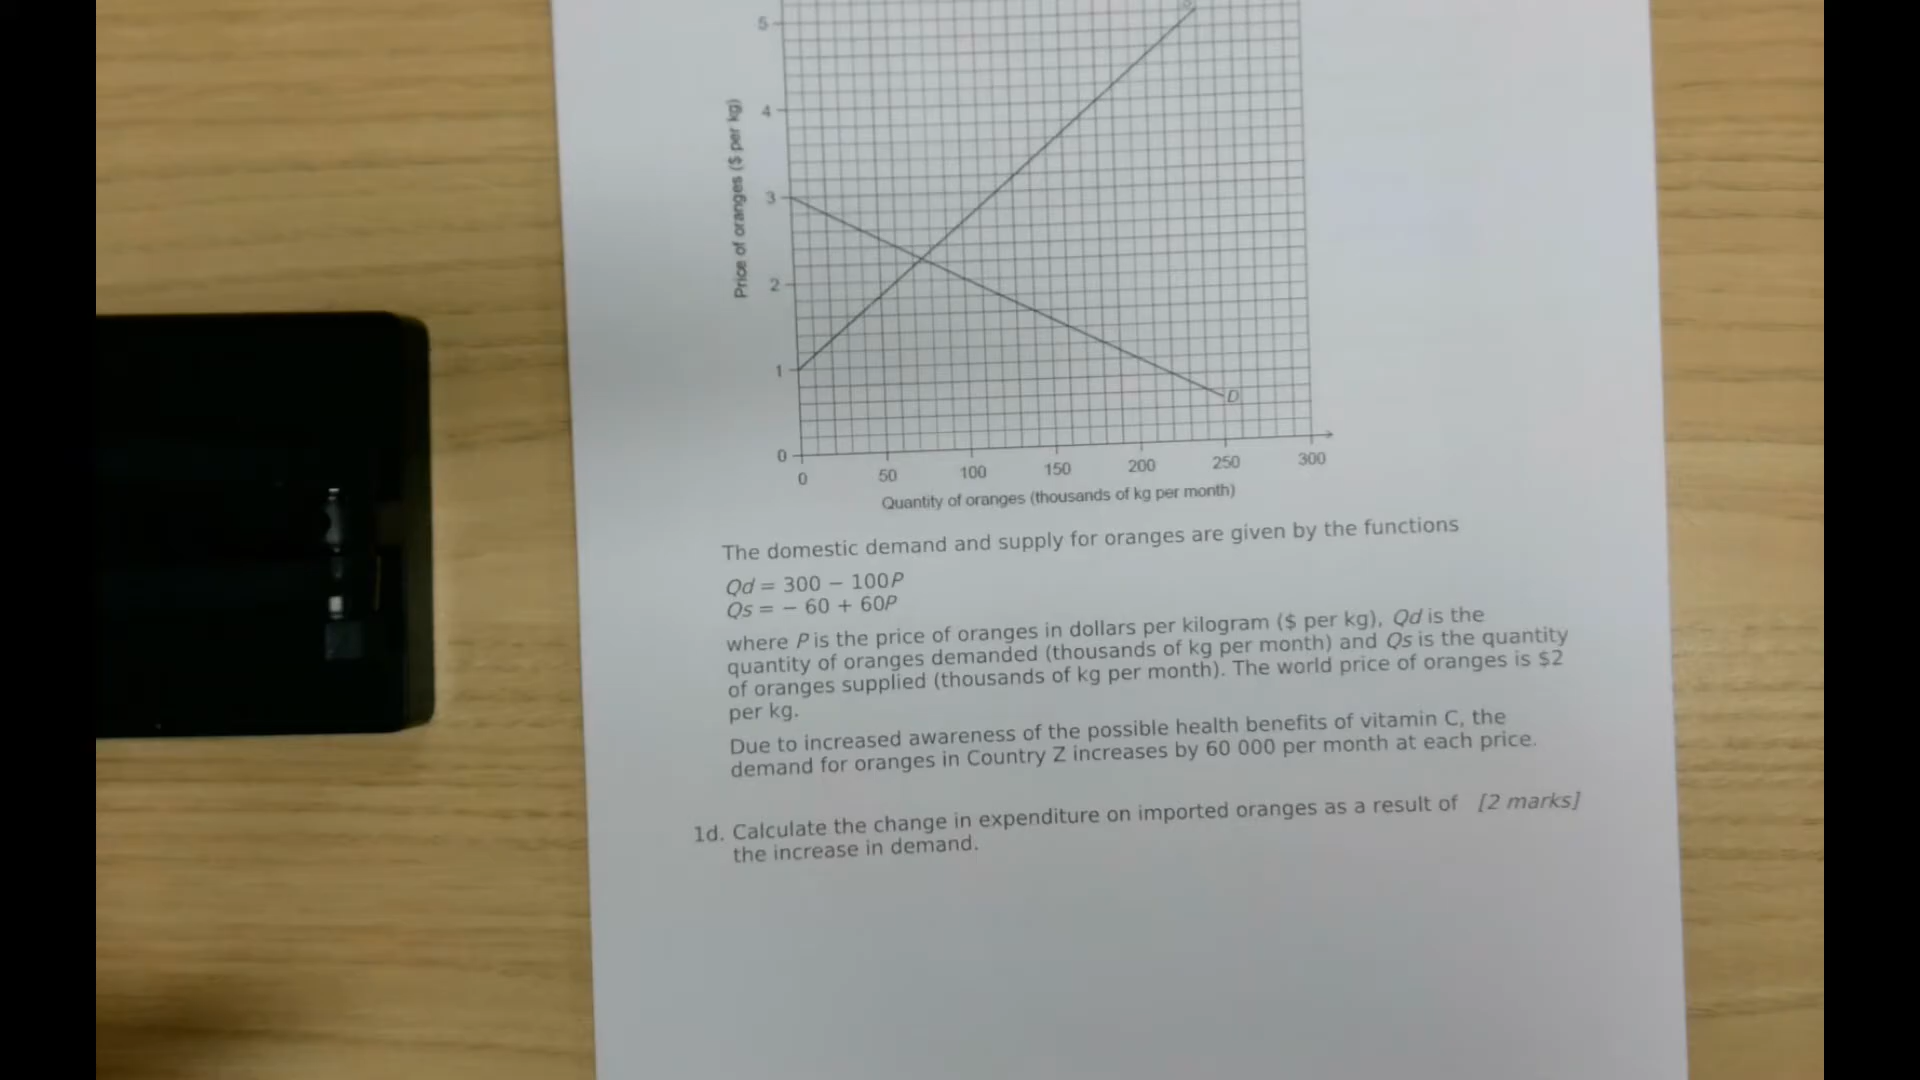 5
4
3
2
1
0
Price of oranges ($ per kg)
D
0 50 100 150 200 250 300
Quantity of oranges (thousands of kg per month)
The domestic demand and supply for oranges are given by the functions
Qd = 300 − 100P
Qs = − 60 + 60P
where P is the price of oranges in dollars per kilogram ($ per kg), Qd is the
quantity of oranges demanded (thousands of kg per month) and Qs is the quantity
of oranges supplied (thousands of kg per month). The world price of oranges is $2
per kg.
Due to increased awareness of the possible health benefits of vitamin C, the
demand for oranges in Country Z increases by 60 000 per month at each price.
1d. Calculate the change in expenditure on imported oranges as a result of [2 marks]
the increase in demand.